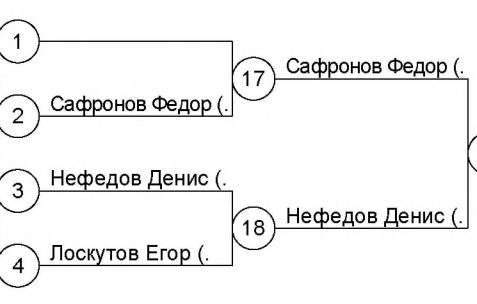 1
Сафронов Федор (.
17
2
Сафронов Федор (.
3
Нефедов Денис (.
18
Нефедов Денис (.
4
Лоскутов Егор (.